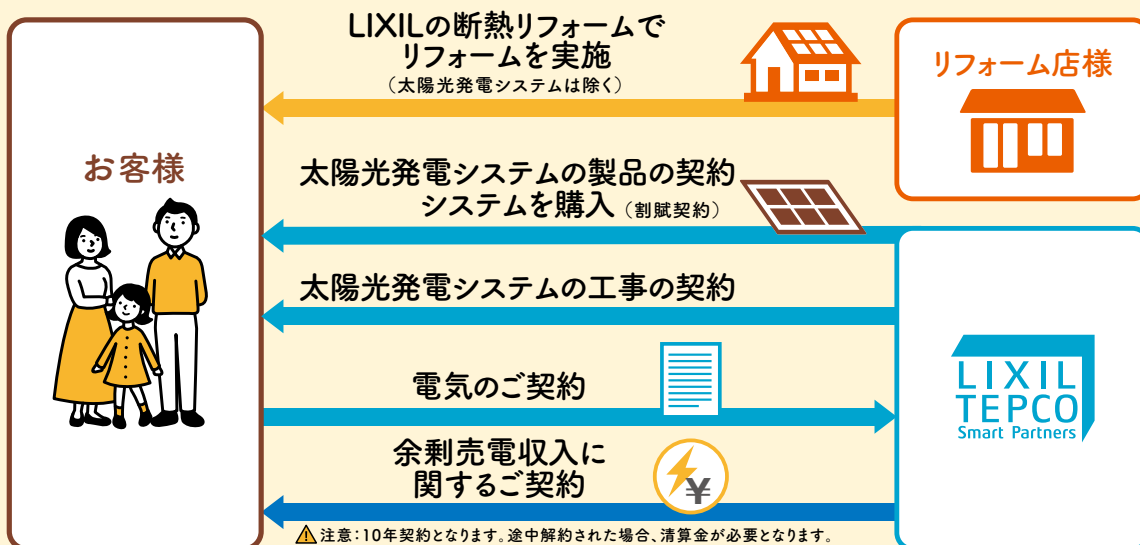 LIXILの断熱リフォームで
リフォームを実施
（太陽光発電システムは除く）
リフォーム店様
お客様
太陽光発電システムの製品の契約
システムを購入（割賦契約）
太陽光発電システムの工事の契約
電気のご契約
LIXIL
TEPCO
Smart Partners
余剰売電収入に
関するご契約
¥
注意：10年契約となります。途中解約された場合、清算金が必要となります。